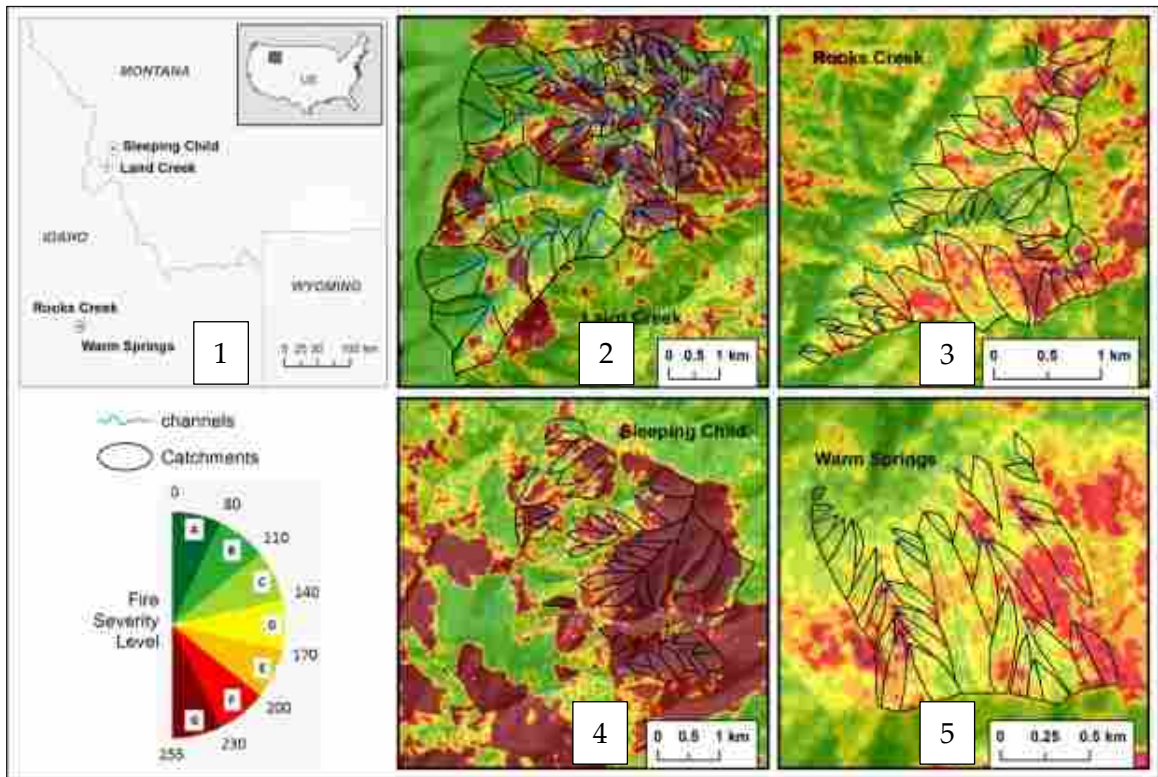 MONTANA
US
Sleeping Child
Laird Creek
IDAHO
WYOMING
Rocks Creek
Warm Springs
1
0 25 50 100 km
Laird Creek
2
0 0.5 1 km
Rocks Creek
3
0 0.5 1 km
channels
Catchments
0
80
110
140
170
200
230
255
A
B
C
D
E
F
G
Fire
Severity
Level
Sleeping Child
4
0 0.5 1 km
Warm Springs
5
0 0.25 0.5 km